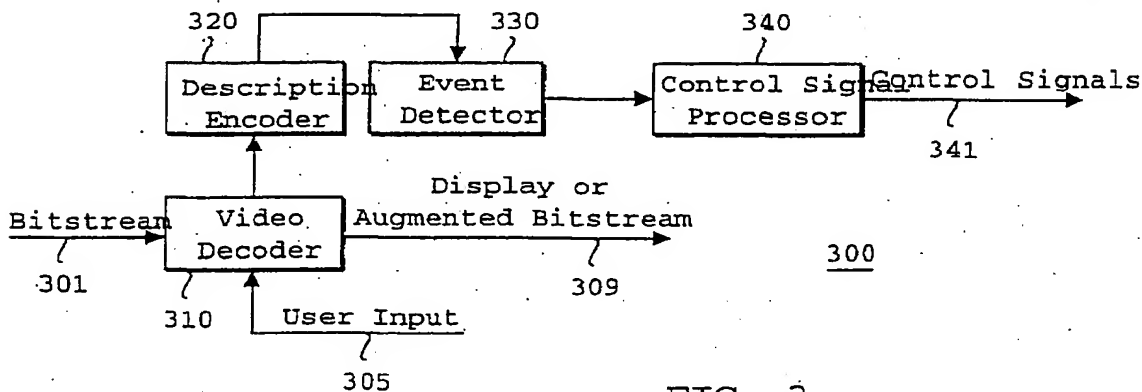 320
330
340
Description
Encoder
Event
Detector
Control Signal
Processor
Control Signals
341
Display or
Augmented Bitstream
Bitstream
Video
Decoder
300
301
309
310
User Input
305